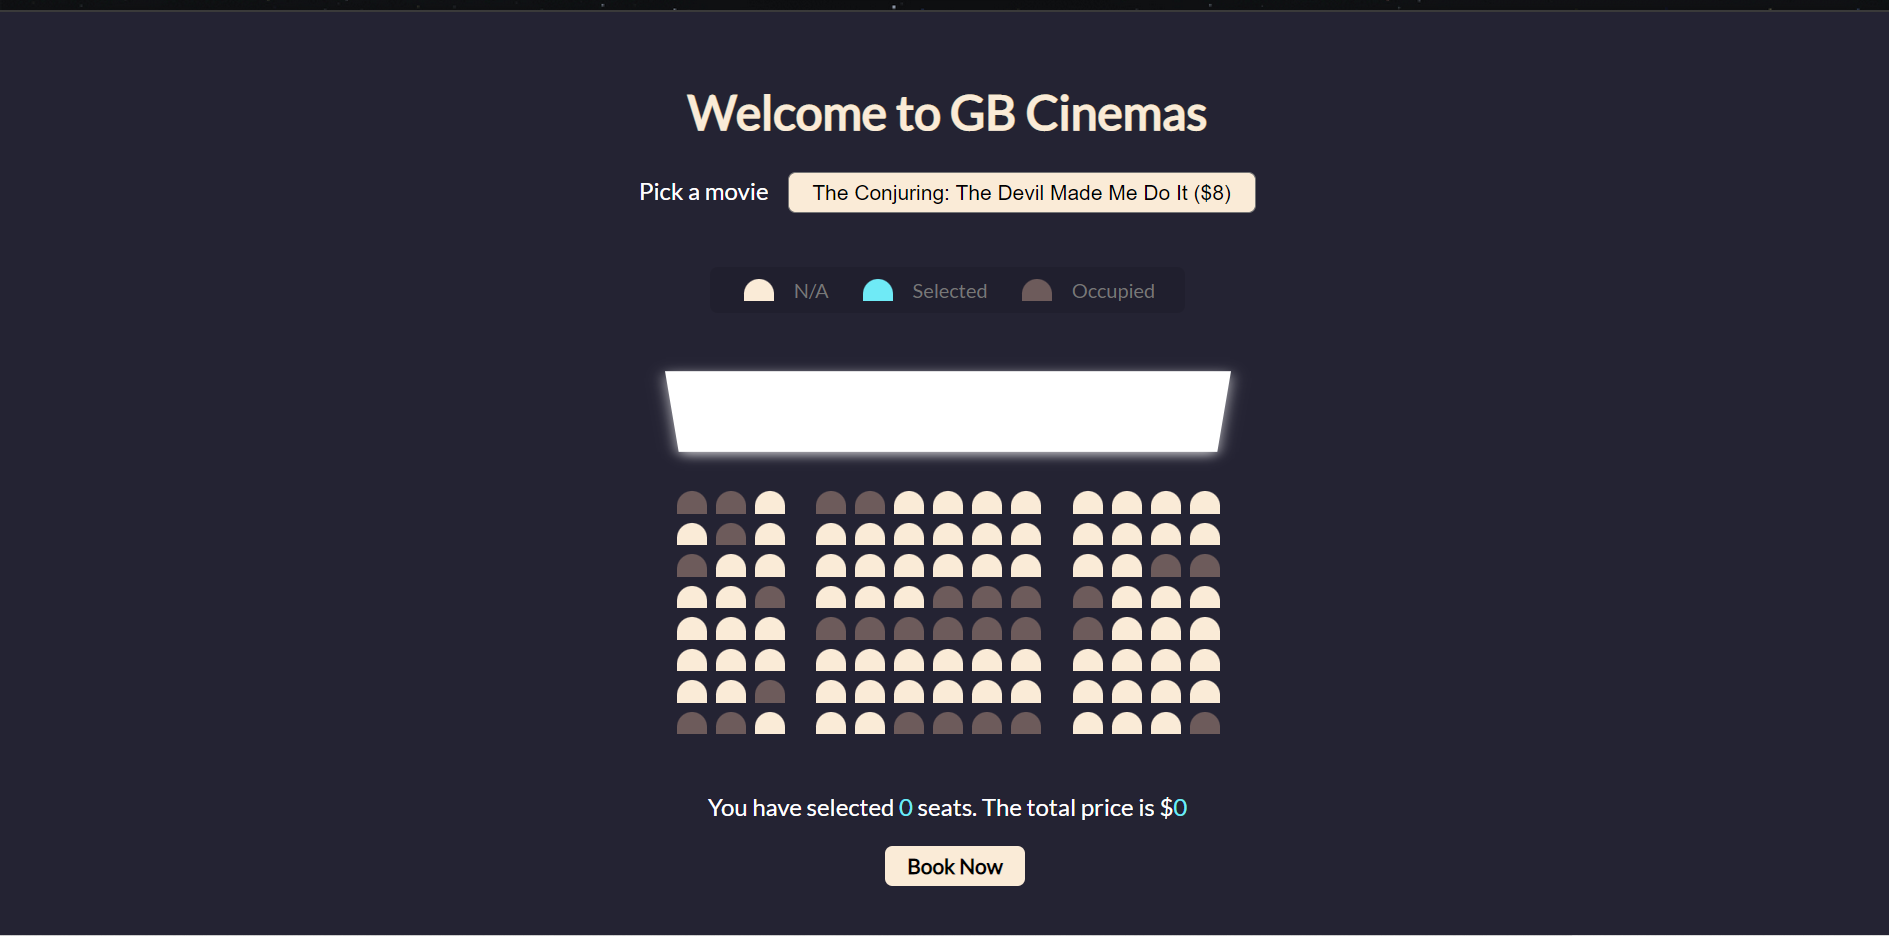 Welcome to GB Cinemas
Pick a movie The Conjuring: The Devil Made Me Do It ($8)
N/A Selected Occupied
You have selected 0 seats. The total price is $0
Book Now